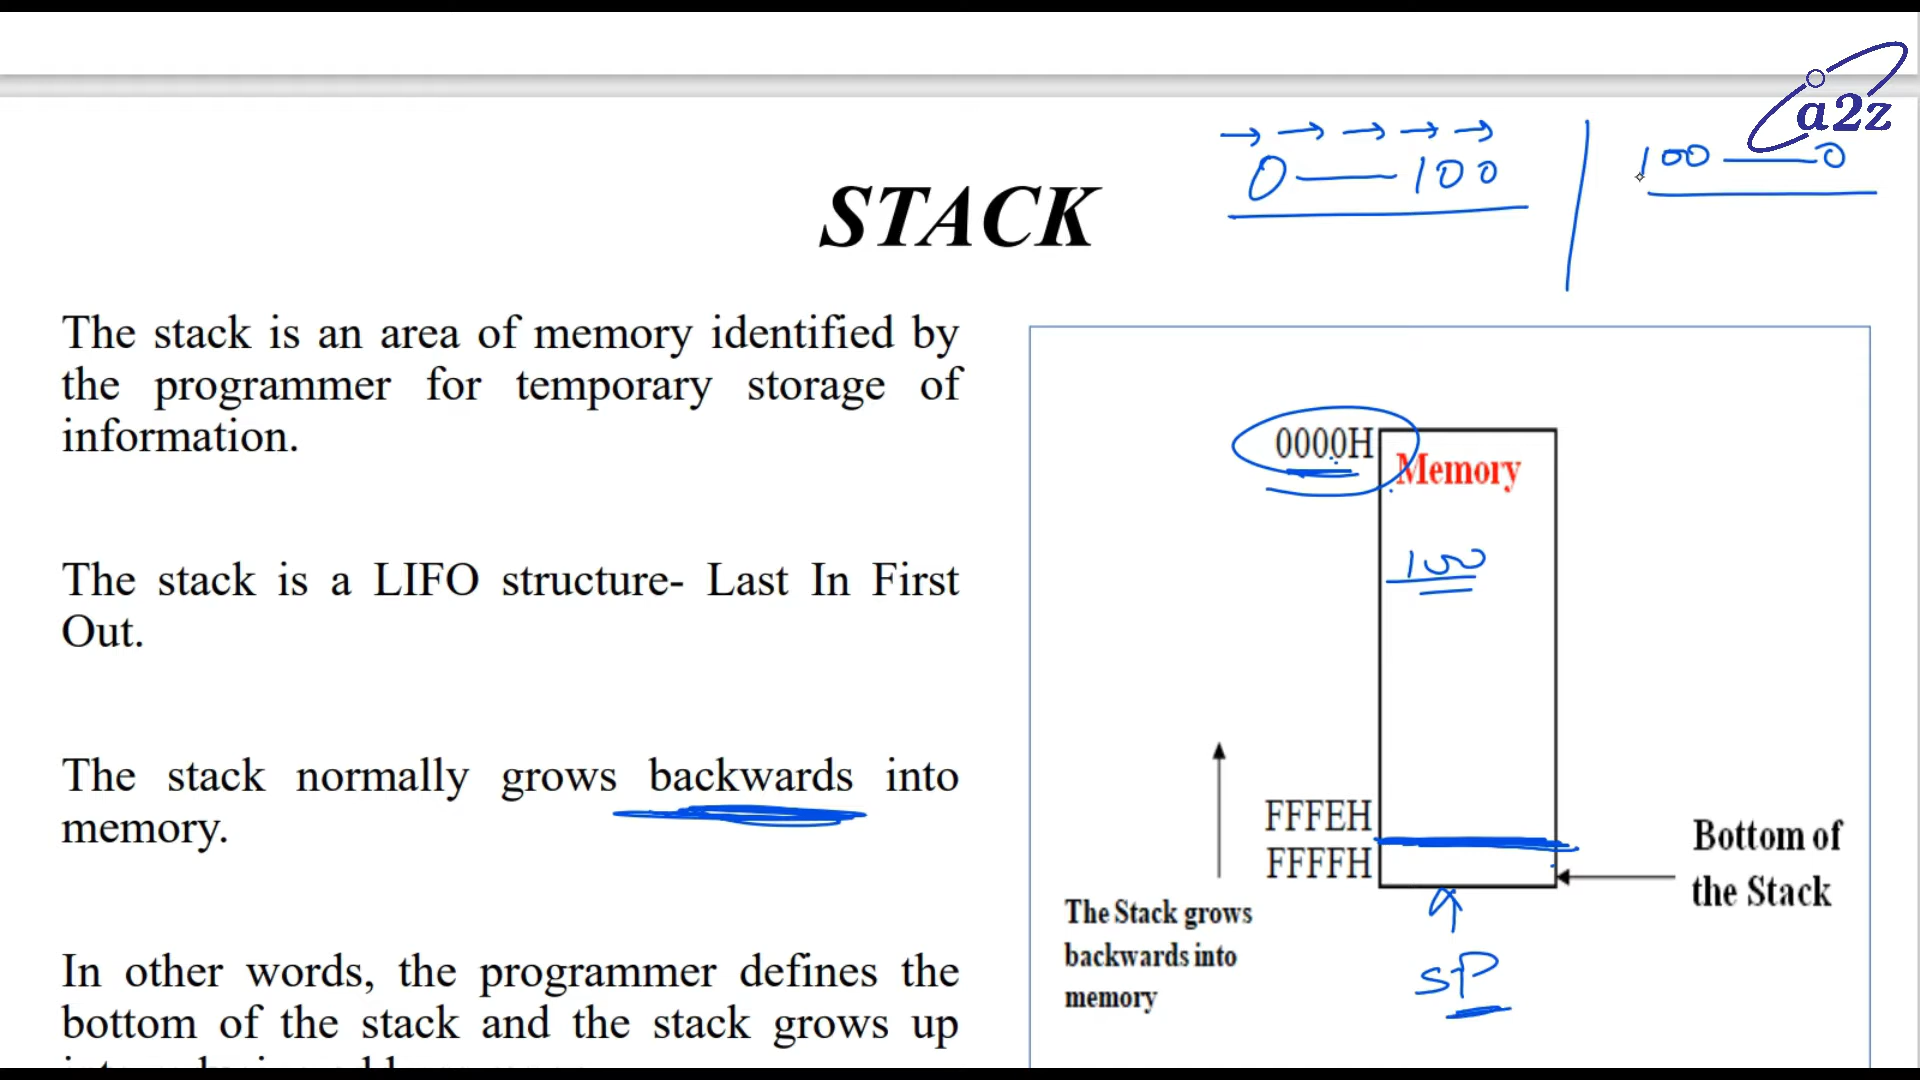 a2z
0 — 100
100 — 0
STACK
The stack is an area of memory identified by
the programmer for temporary storage of
information.
The stack is a LIFO structure- Last In First
Out.
The stack normally grows backwards into
memory.
In other words, the programmer defines the
bottom of the stack and the stack grows up
0000H
Memory
100
FFFEH
FFFFH
Bottom of
the Stack
The Stack grows
backwards into
memory
SP